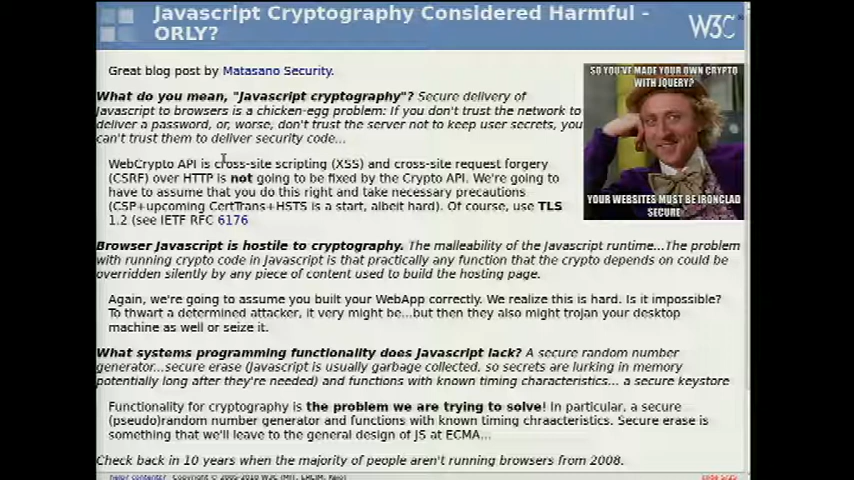 Javascript Cryptography Considered Harmful -
ORLY?
W3C
Great blog post by Matasano Security.
SO YOU'VE MADE YOUR OWN CRYPTO
WITH JQUERY?
YOUR WEBSITES MUST BE IRONCLAD
SECURE
What do you mean, "Javascript cryptography"? Secure delivery of
Javascript to browsers is a chicken-egg problem: If you don't trust the network to
deliver a password, or, worse, don't trust the server not to keep user secrets, you
can't trust them to deliver security code...
WebCrypto API is cross-site scripting (XSS) and cross-site request forgery
(CSRF) over HTTP is not going to be fixed by the Crypto API. We're going to
have to assume that you do this right and take necessary precautions
(CSP+upcoming CertTrans+HSTS is a start, albeit hard). Of course, use TLS
1.2 (see IETF RFC 6176
Browser Javascript is hostile to cryptography. The malleability of the Javascript runtime...The problem
with running crypto code in Javascript is that practically any function that the crypto depends on could be
overridden silently by any piece of content used to build the hosting page.
Again, we're going to assume you built your WebApp correctly. We realize this is hard. Is it impossible?
To thwart a determined attacker, it very might be...but then they also might trojan your desktop
machine as well or seize it.
What systems programming functionality does Javascript lack? A secure random number
generator...secure erase (Javascript is usually garbage collected, so secrets are lurking in memory
potentially long after they're needed) and functions with known timing characteristics... a secure keystore
Functionality for cryptography is the problem we are trying to solve! In particular, a secure
(pseudo)random number generator and functions with known timing chraacteristics. Secure erase is
something that we'll leave to the general design of JS at ECMA...
Check back in 10 years when the majority of people aren't running browsers from 2008.